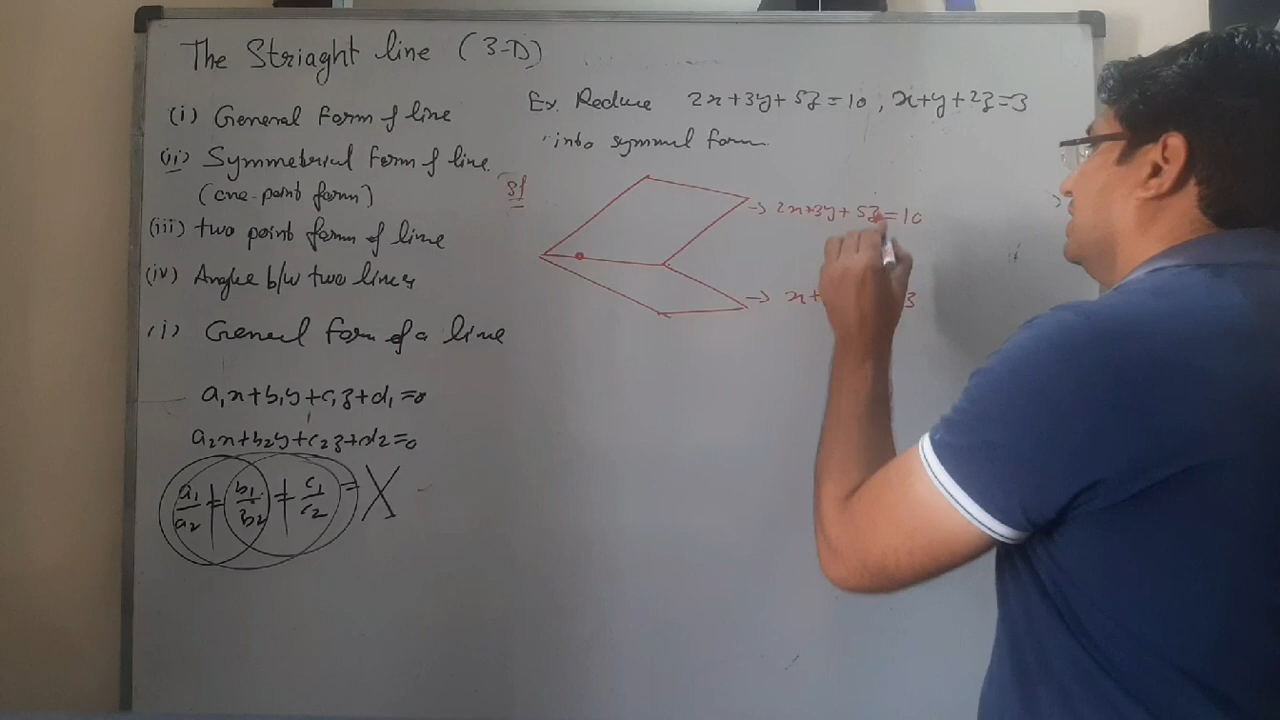 The Striaght line (3-D)
(i) General Form of line
(ii) Symmetrical Form of line.
(one-point form)
(iii) two point form of line
(iv) Angle b/w two lines
(i) General form of a line
a₁x+b₁y+c₁z+d₁=0
a₂x+b₂y+c₂z+d₂=0
a₁/a₂ ≠ b₁/b₂ ≠ c₁/c₂ = X
Ex. Reduce 2x+3y+5z=10, x+y+2z=3
into form.
→ 2x+3y+5z=10
→ x+ 3